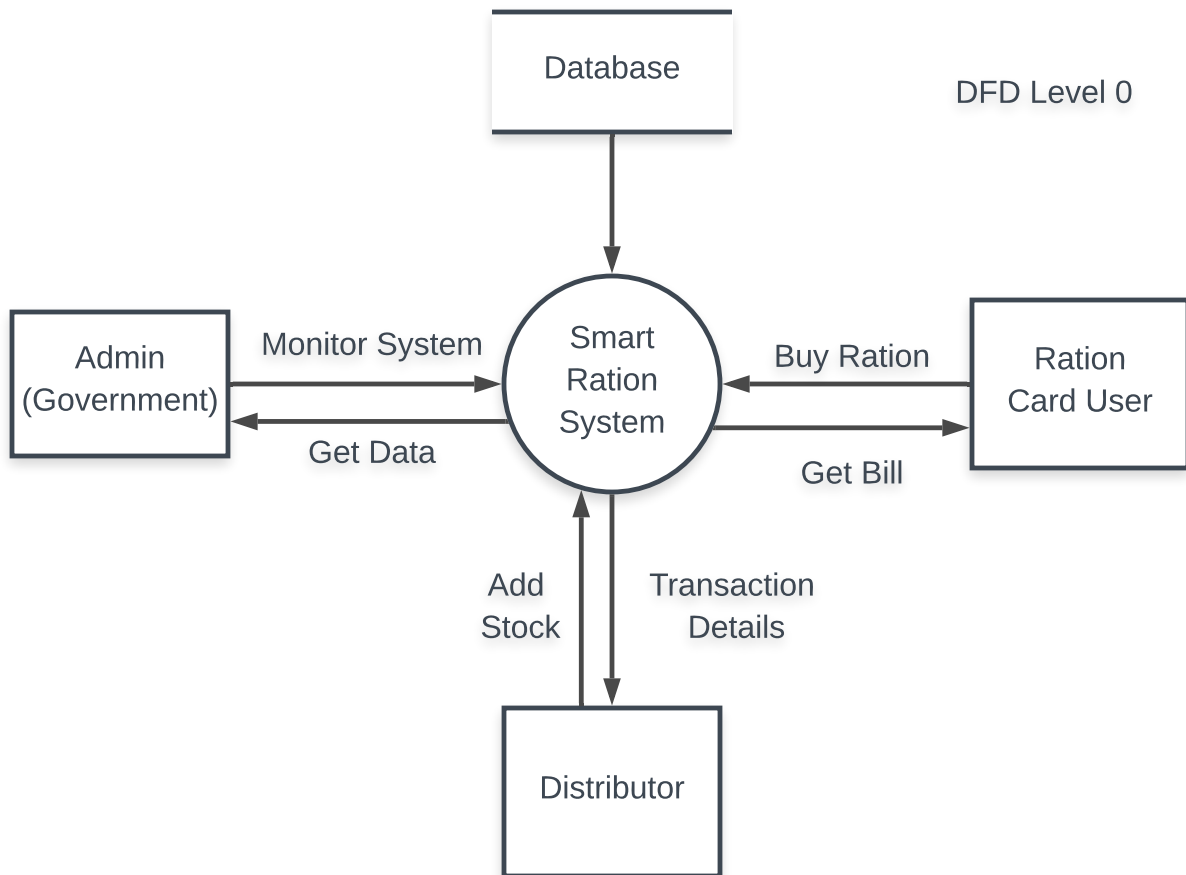 Database
DFD Level 0
Admin
(Government)
Monitor System
Get Data
Smart
Ration
System
Buy Ration
Get Bill
Ration
Card User
Add
Stock
Transaction
Details
Distributor